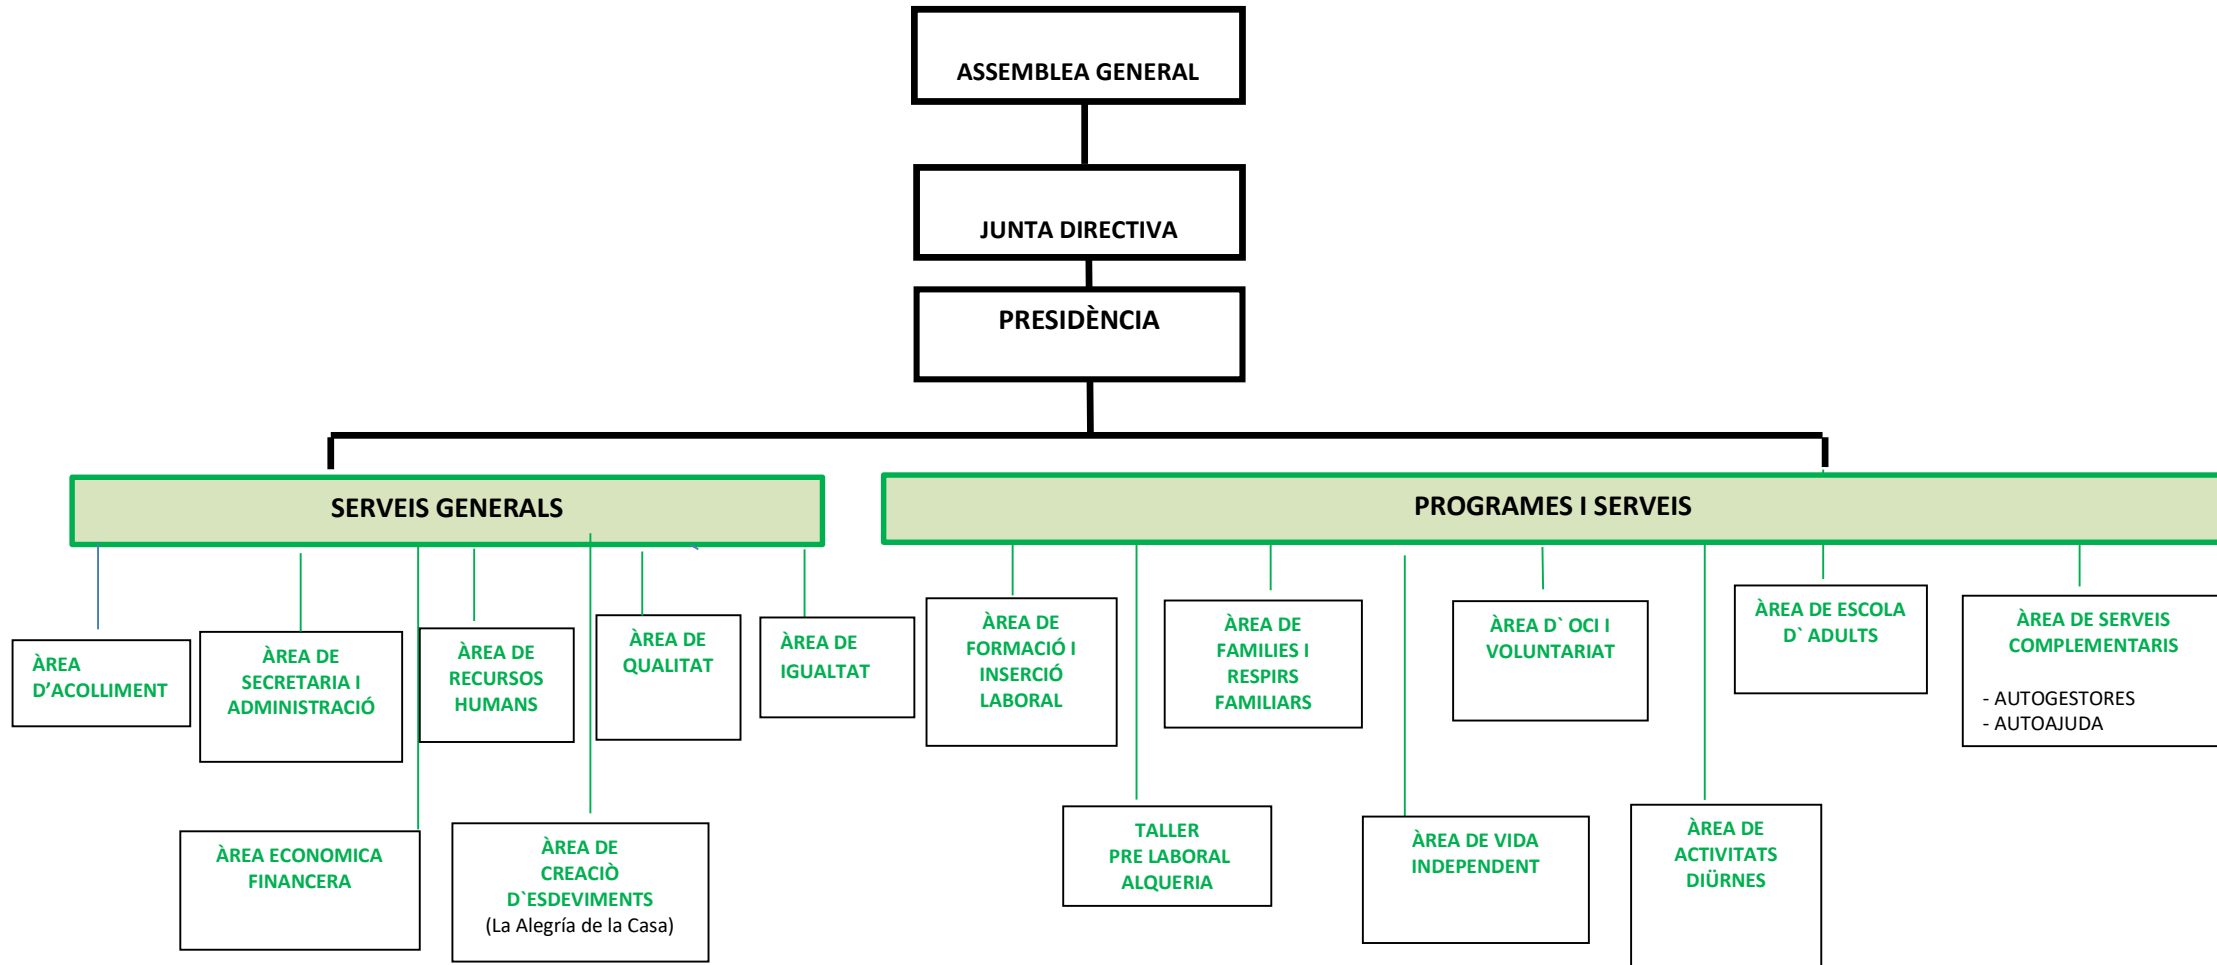 ASSEMBLEA GENERAL
JUNTA DIRECTIVA
PRESIDÈNCIA
SERVEIS GENERALS
PROGRAMES I SERVEIS
ÀREA
D’ACOLLIMENT
ÀREA DE
SECRETARIA I
ADMINISTRACIÓ
ÀREA DE
RECURSOS
HUMANS
ÀREA DE
QUALITAT
ÀREA DE
IGUALTAT
ÀREA DE
FORMACIÓ I
INSERCIÓ
LABORAL
ÀREA DE
FAMILIES I
RESPIRS
FAMILIARS
ÀREA D` OCI I
VOLUNTARIAT
ÀREA DE ESCOLA
D` ADULTS
ÀREA DE SERVEIS
COMPLEMENTARIS
- AUTOGESTORES
- AUTOAJUDA
ÀREA ECONOMICA
FINANCERA
ÀREA DE
CREACIÒ
D`ESDEVIMENTS
(La Alegría de la Casa)
TALLER
PRE LABORAL
ALQUERIA
ÀREA DE VIDA
INDEPENDENT
ÀREA DE
ACTIVITATS
DIÜRNES